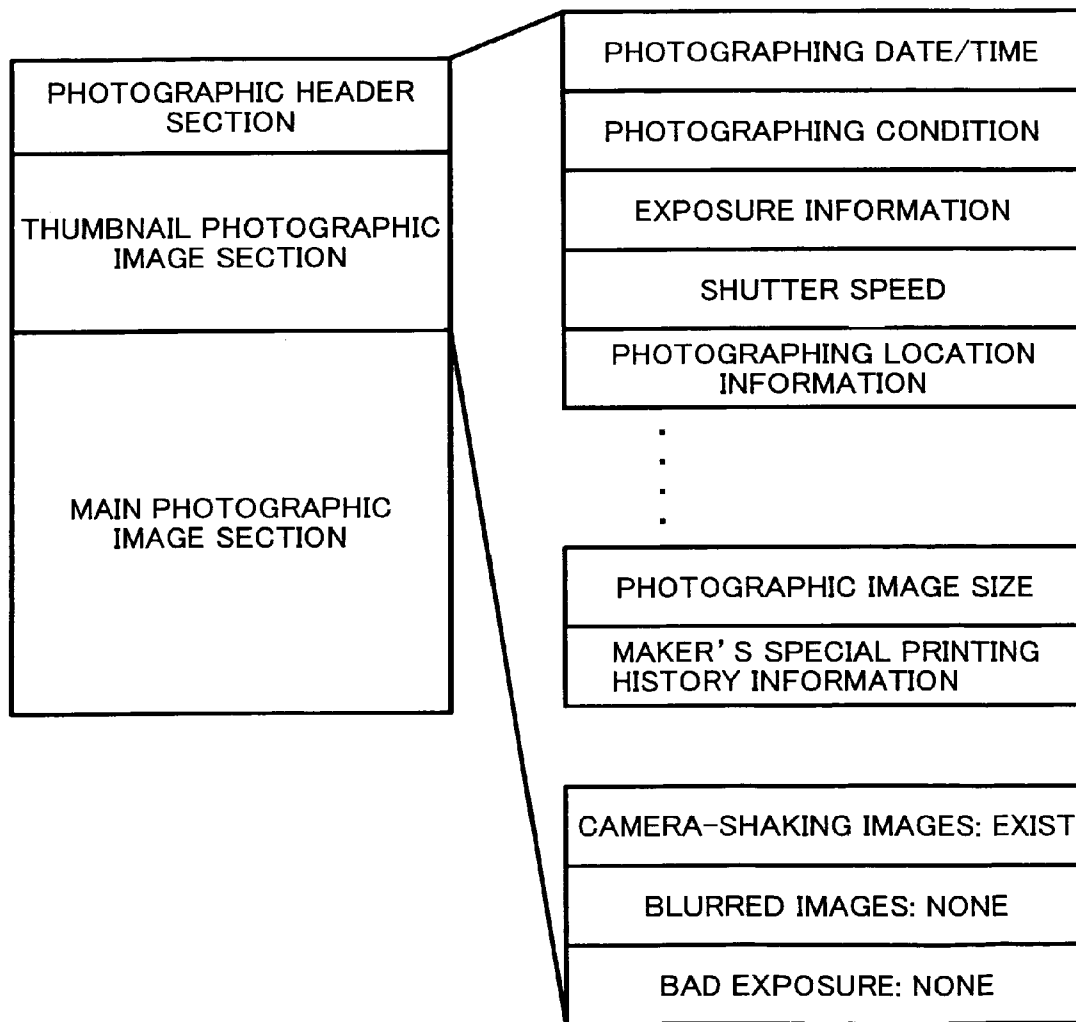 PHOTOGRAPHIC HEADER
SECTION
THUMBNAIL PHOTOGRAPHIC
IMAGE SECTION
MAIN PHOTOGRAPHIC
IMAGE SECTION
PHOTOGRAPHING DATE/TIME
PHOTOGRAPHING CONDITION
EXPOSURE INFORMATION
SHUTTER SPEED
PHOTOGRAPHING LOCATION
INFORMATION
PHOTOGRAPHIC IMAGE SIZE
MAKER'S SPECIAL PRINTING
HISTORY INFORMATION
CAMERA-SHAKING IMAGES: EXIST
BLURRED IMAGES: NONE
BAD EXPOSURE: NONE